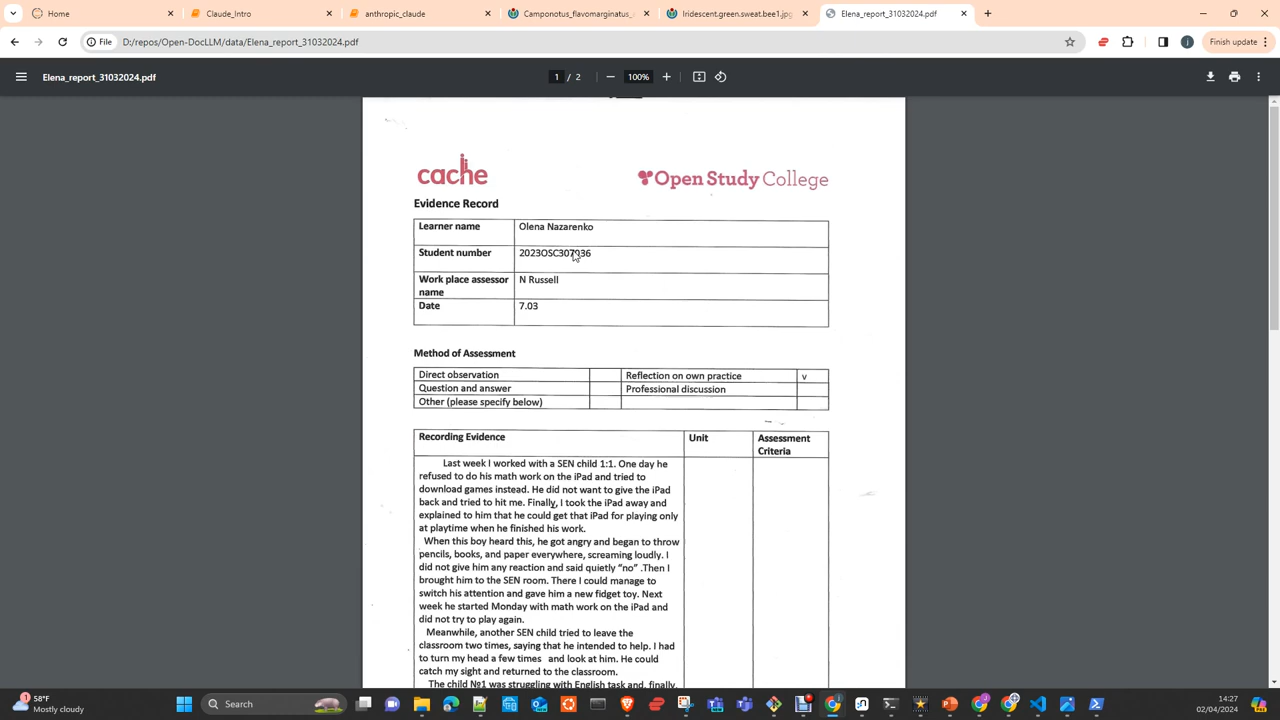 Home
Claude_Intro
anthropic_claude
Camponotus_flavomarginatus_
Iridescent.green.sweat.bee1.jpg
Elena_report_31032024.pdf
File
D:/repos/Open-DocLLM/data/Elena_report_31032024.pdf
Finish update
Elena_report_31032024.pdf
1 / 2
100%
cache
Open Study College
Evidence Record
Learner name Olena Nazarenko
Student number
Work place assessor N Russell
name
Date 7.03
Method of Assessment
Direct observation Reflection on own practice v
Question and answer Professional discussion
Other (please specify below)
Recording Evidence Unit Assessment
Criteria
Last week I worked with a SEN child 1:1. One day he
refused to do his math work on the iPad and tried to
download games instead. He did not want to give the iPad
back and tried to hit me. Finally, I took the iPad away and
explained to him that he could get that iPad for playing only
at playtime when he finished his work.
When this boy heard this, he got angry and began to throw
pencils, books, and paper everywhere, screaming loudly. I
did not give him any reaction and said quietly “no” .Then I
brought him to the SEN room. There I could manage to
switch his attention and gave him a new fidget toy. Next
week he started Monday with math work on the iPad and
did not try to play again.
Meanwhile, another SEN child tried to leave the
classroom two times, saying that he intended to help. I had
to turn my head a few times and look at him. He could
catch my sight and returned to the classroom.
The child №1 was struggling with English task and, finally,
1
58°F
Mostly cloudy
Search
14:27
02/04/2024